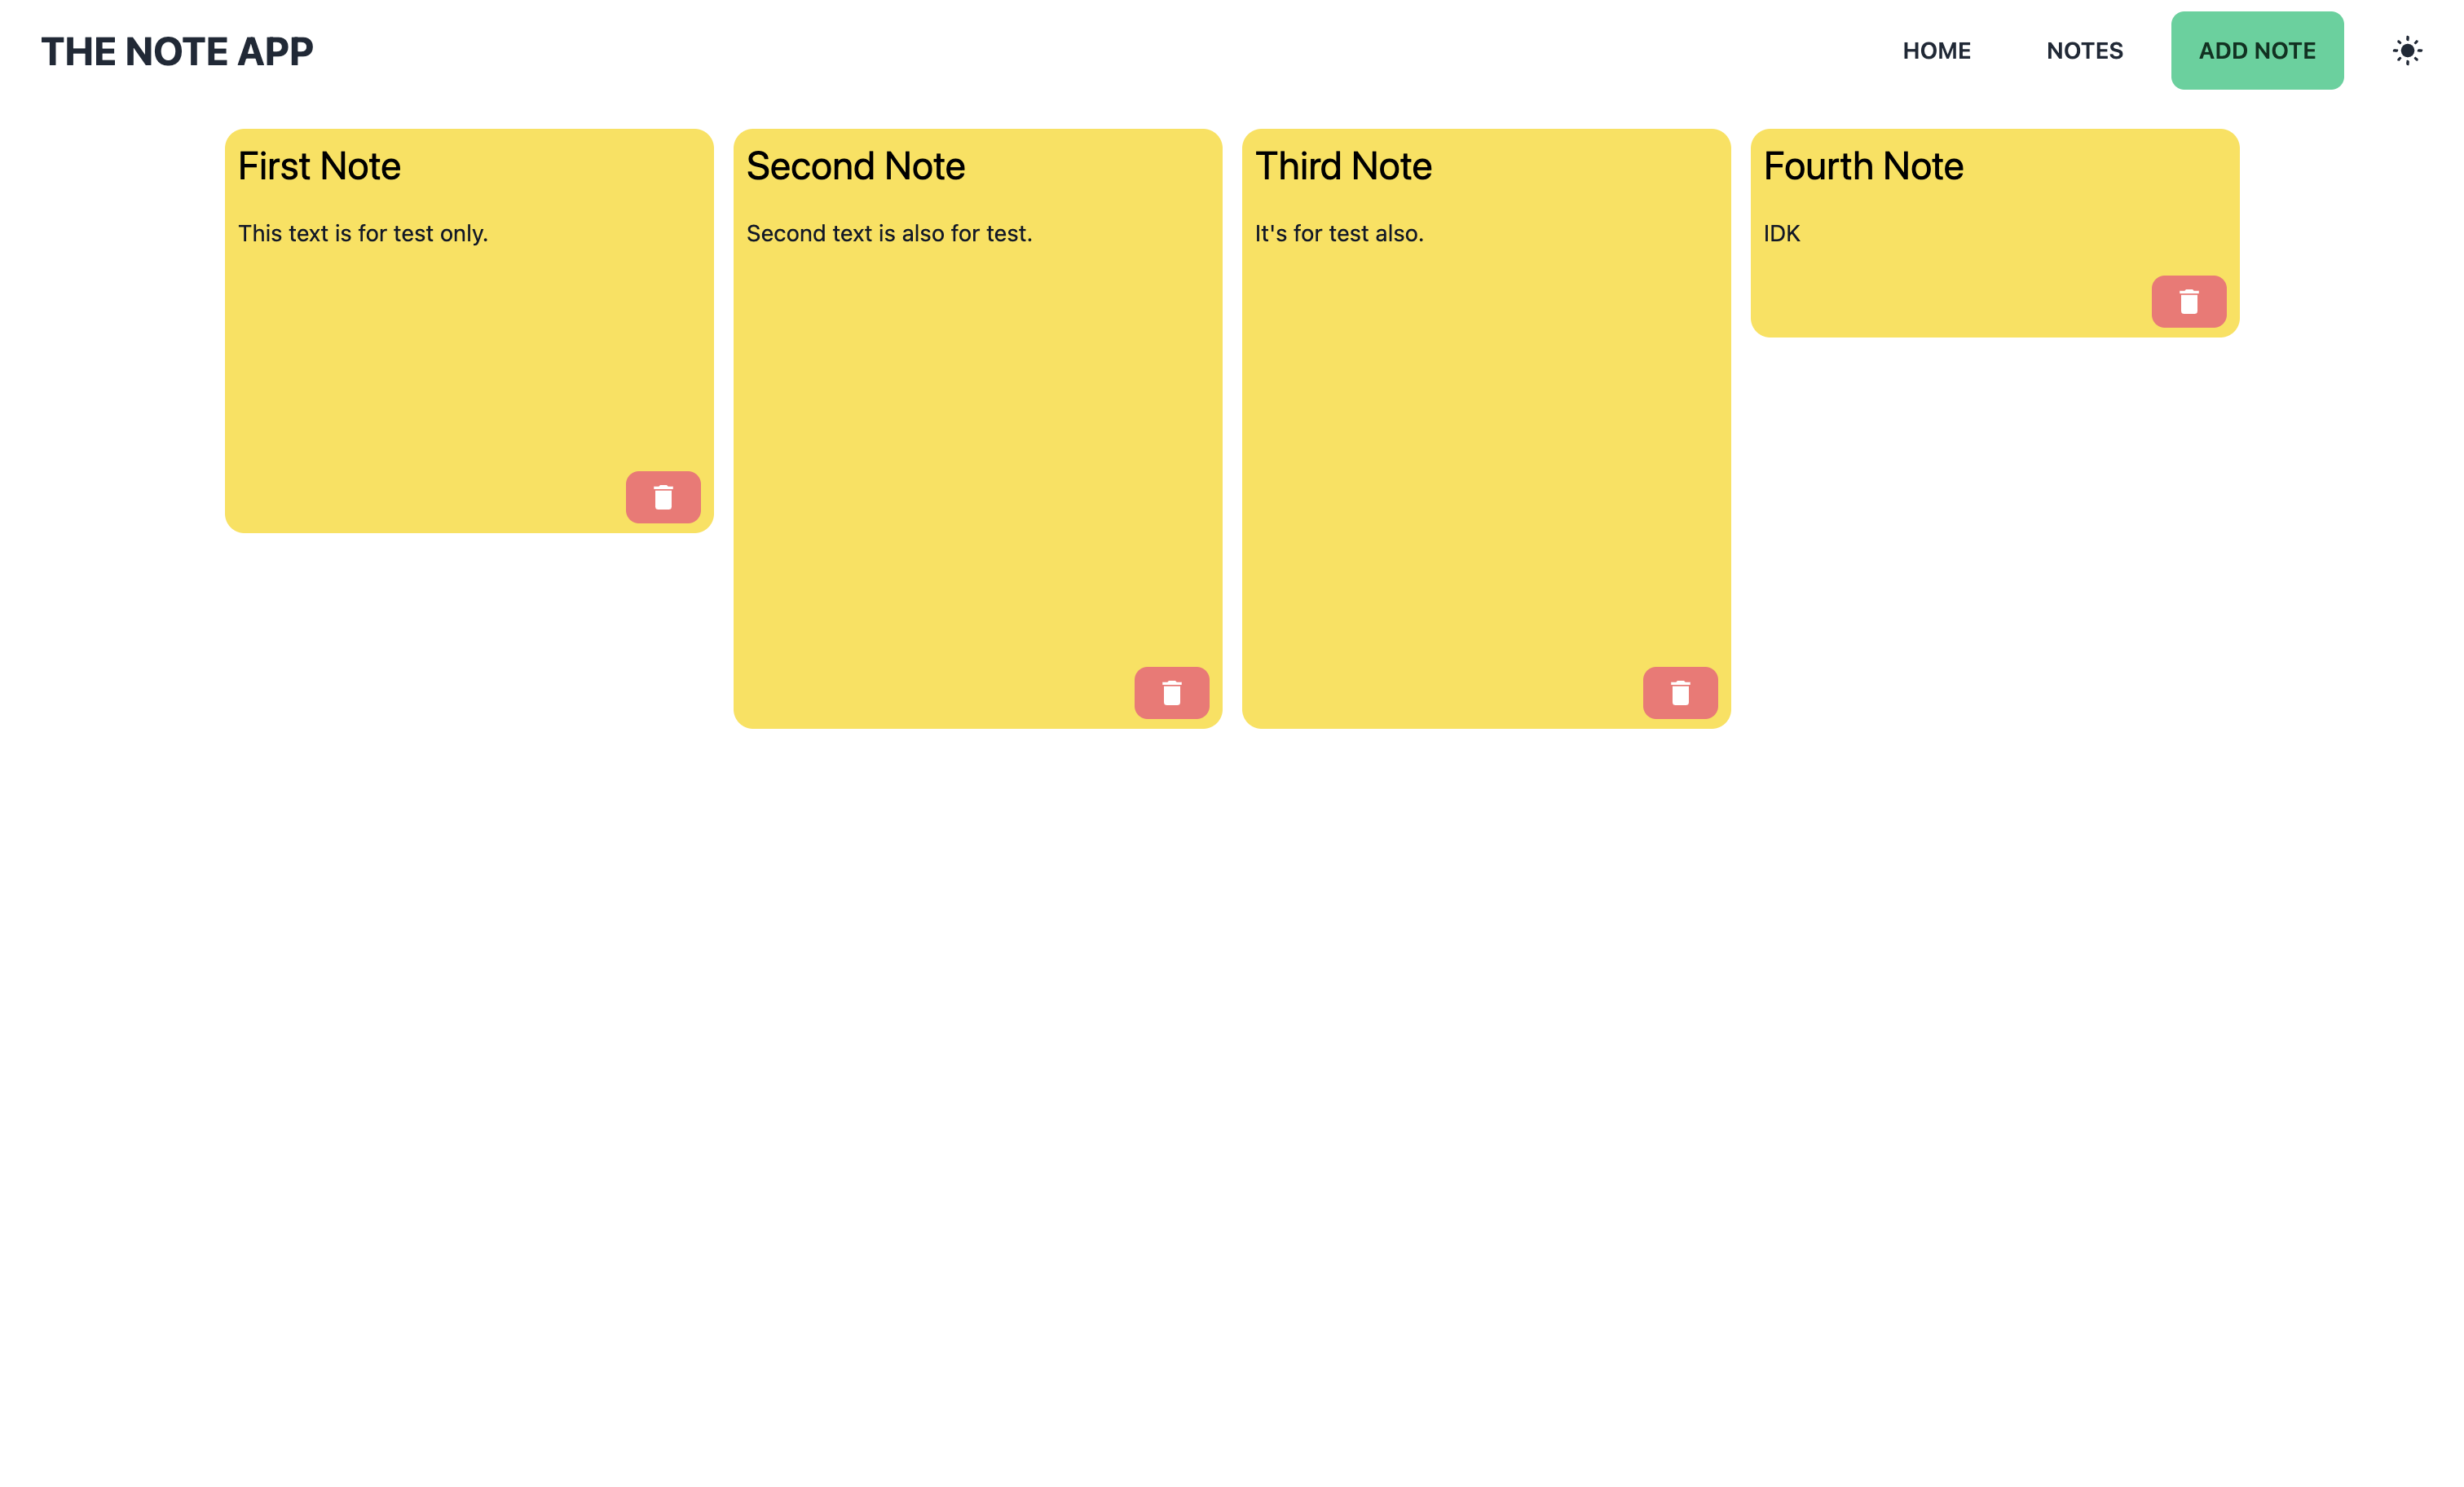 THE NOTE APP
HOME
NOTES
ADD NOTE
First Note
This text is for test only.
Second Note
Second text is also for test.
Third Note
It's for test also.
Fourth Note
IDK